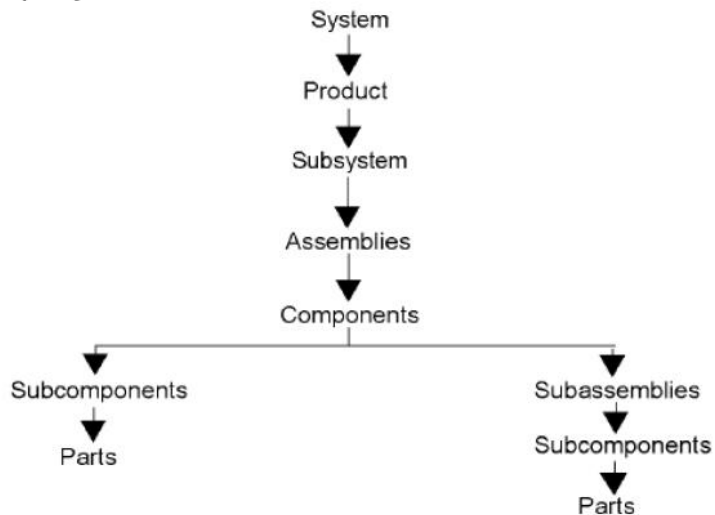 System
Product
Subsystem
Assemblies
Components
Subcomponents
Subassemblies
Parts
Subcomponents
Parts